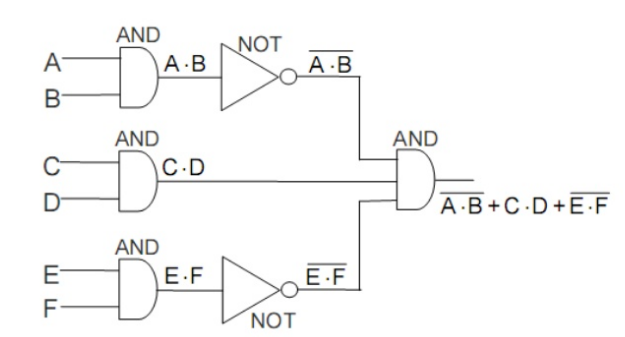 AND
NOT
A
A·B
A̅·̅B̅
B
AND
AND
C
C·D
D
A̅·̅B̅+C·D+E̅·̅F̅
AND
E
E·F
E̅·̅F̅
F
NOT